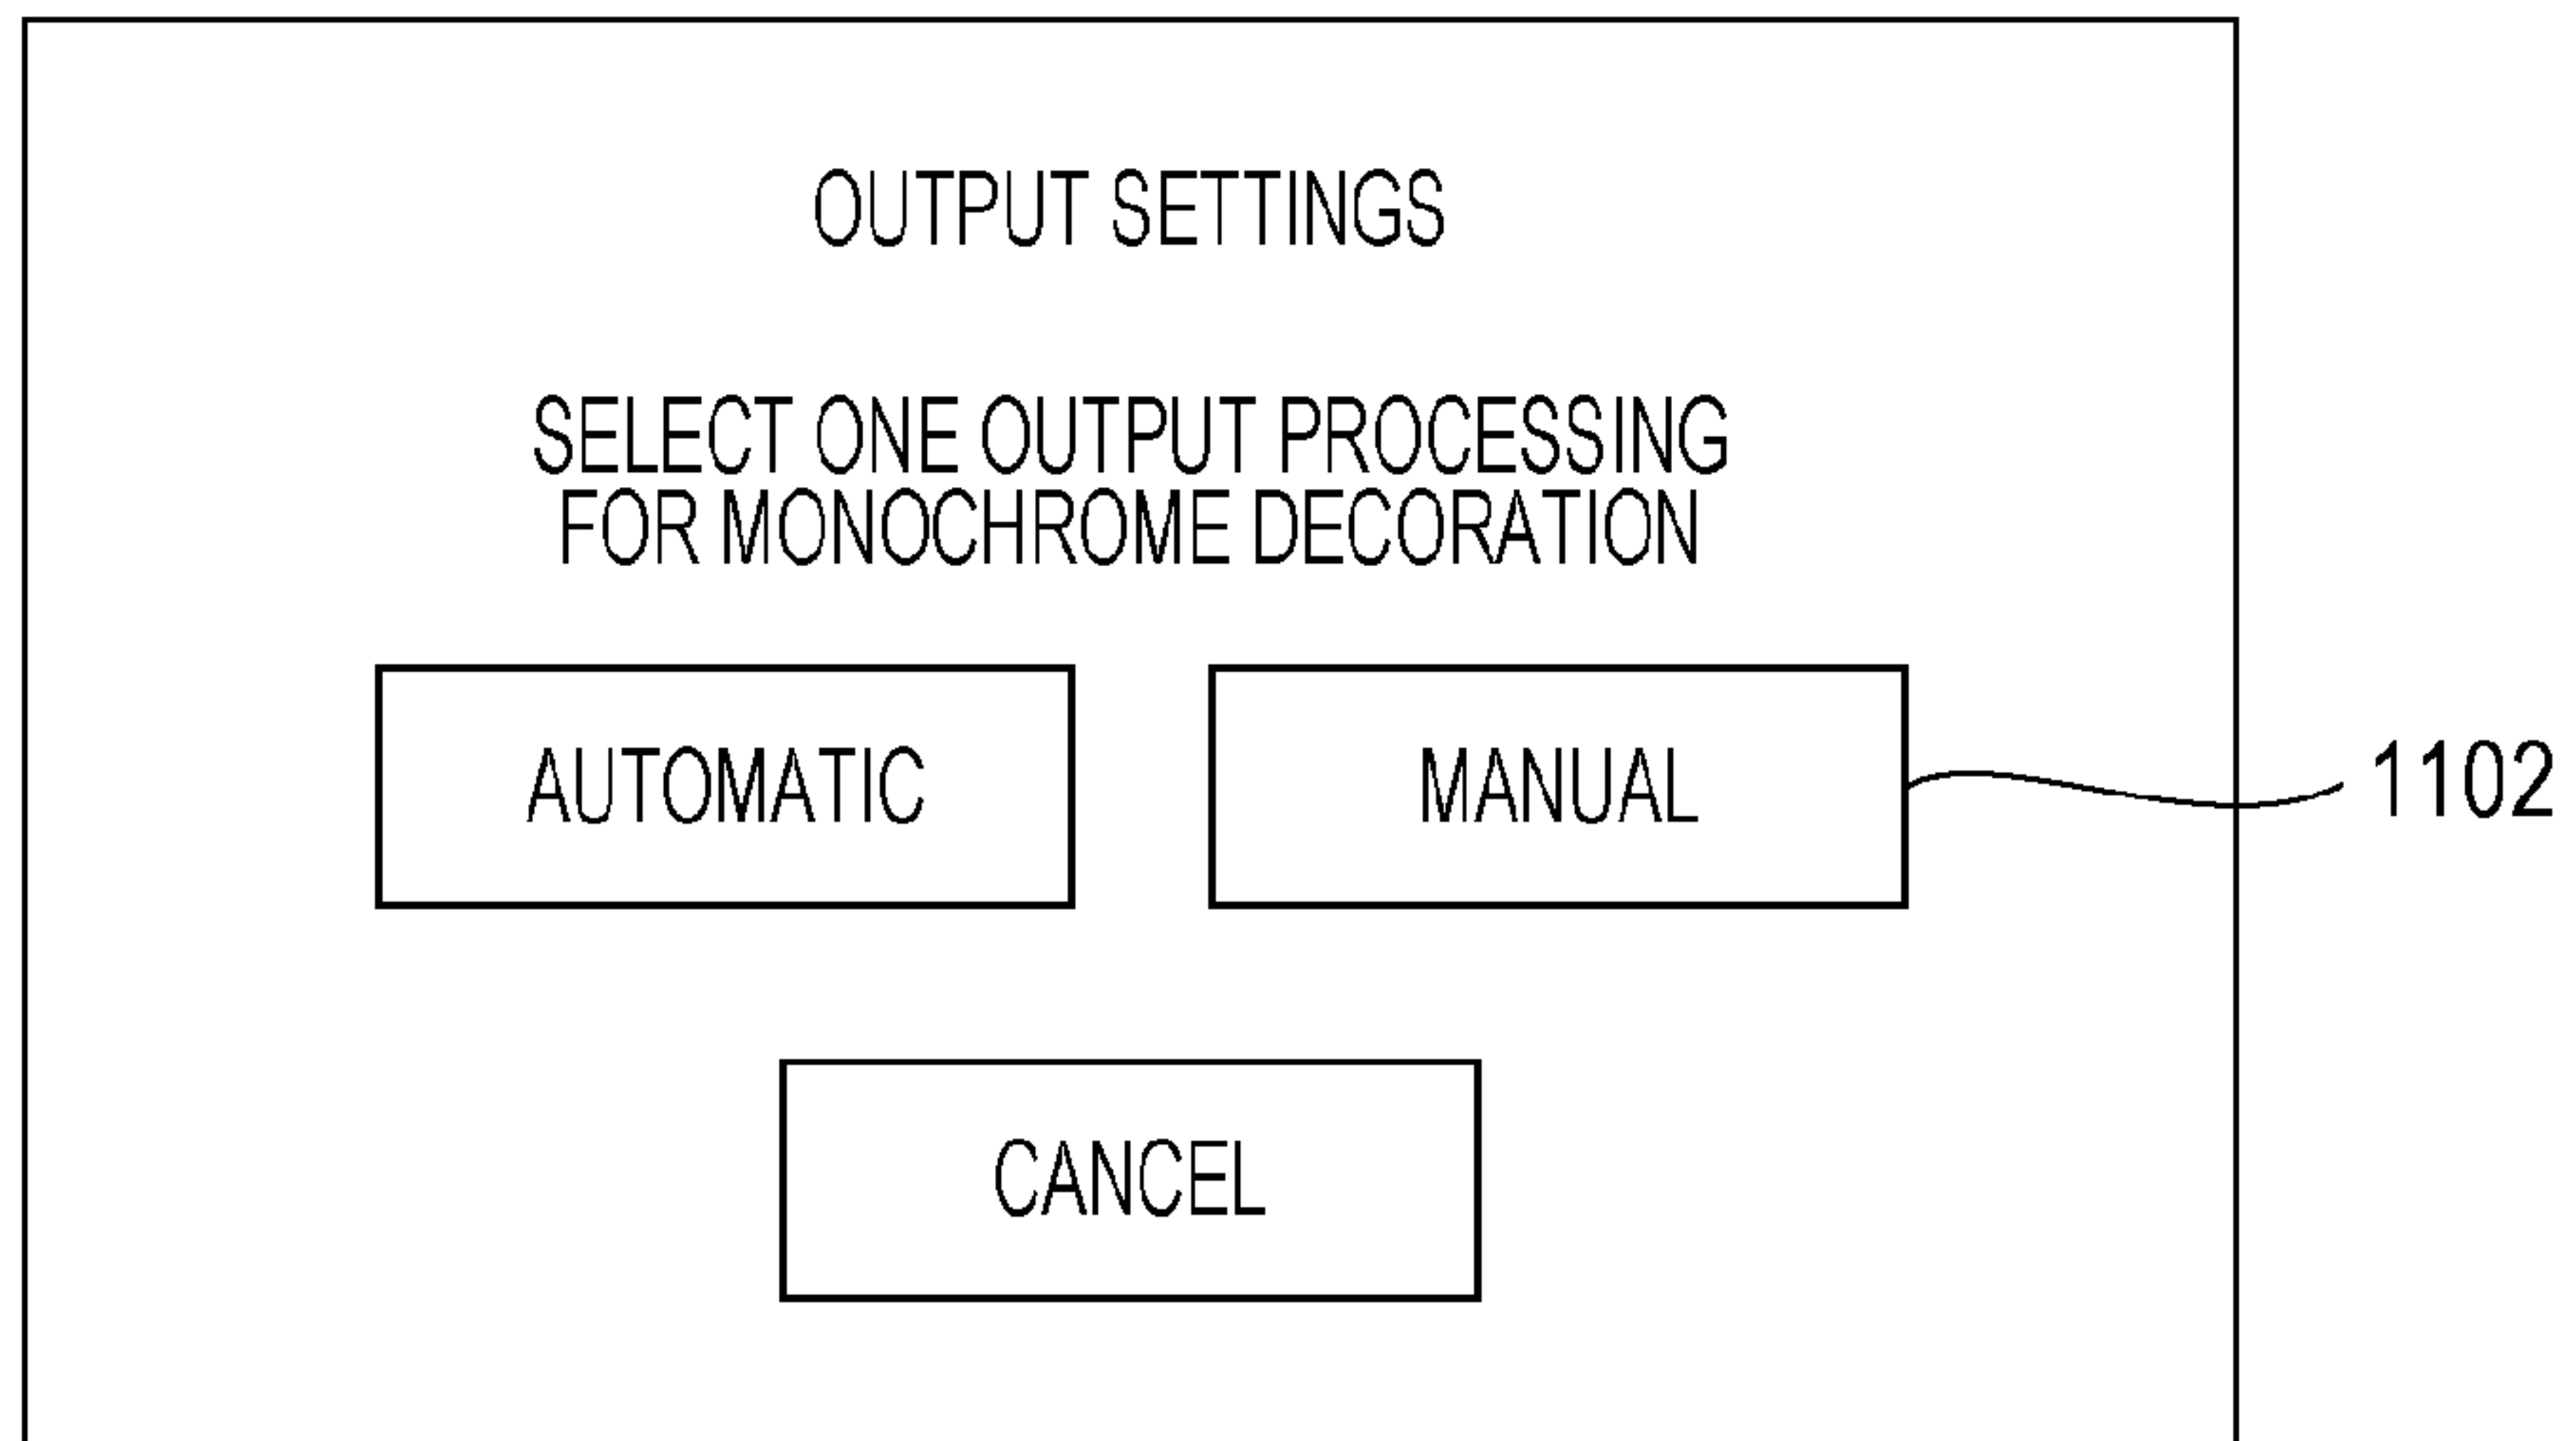 OUTPUT SETTINGS
SELECT ONE OUTPUT PROCESSING
FOR MONOCHROME DECORATION
AUTOMATIC
MANUAL
1102
CANCEL